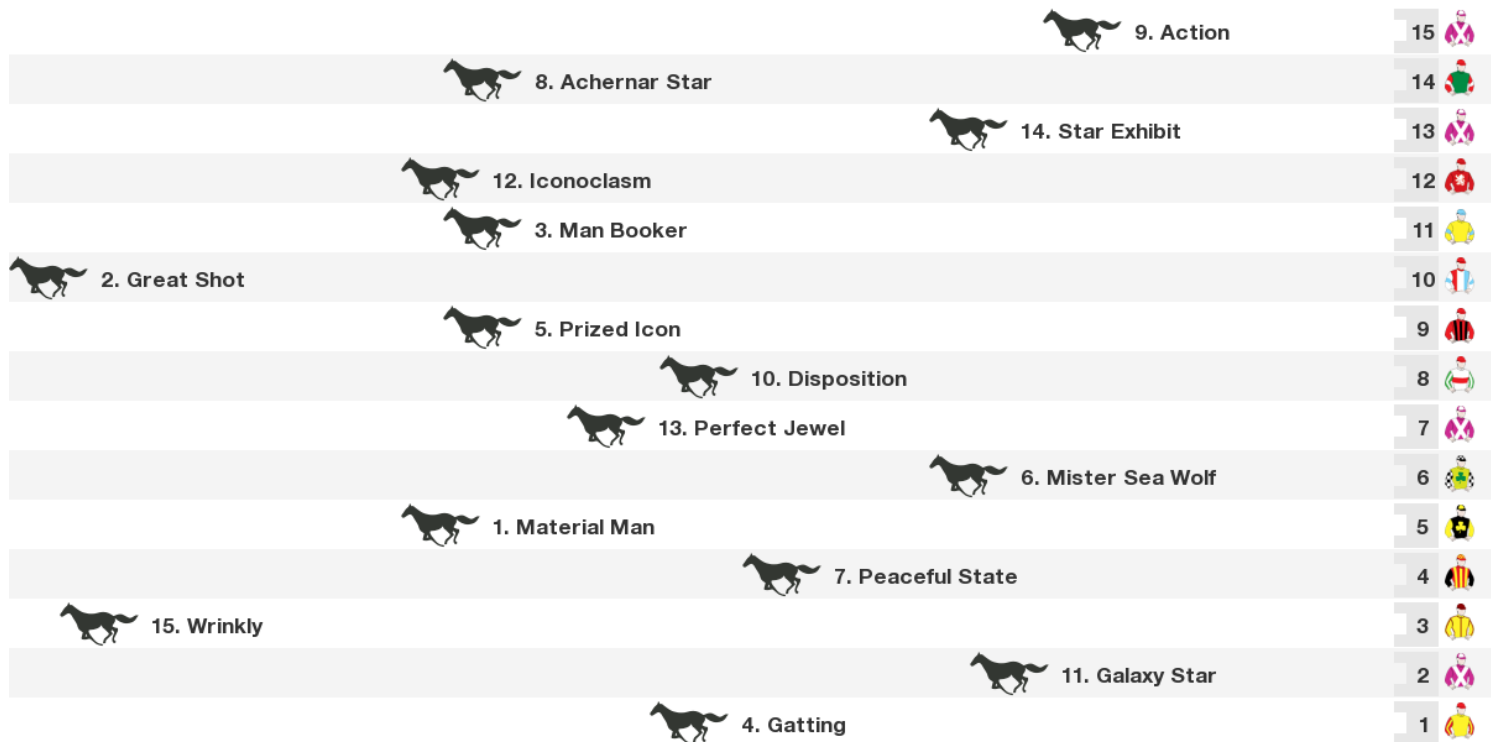 9. Action 15
8. Achernar Star 14
14. Star Exhibit 13
12. Iconoclasm 12
3. Man Booker 11
2. Great Shot 10
5. Prized Icon 9
10. Disposition 8
13. Perfect Jewel 7
6. Mister Sea Wolf 6
1. Material Man 5
7. Peaceful State 4
15. Wrinkly 3
11. Galaxy Star 2
4. Gatting 1